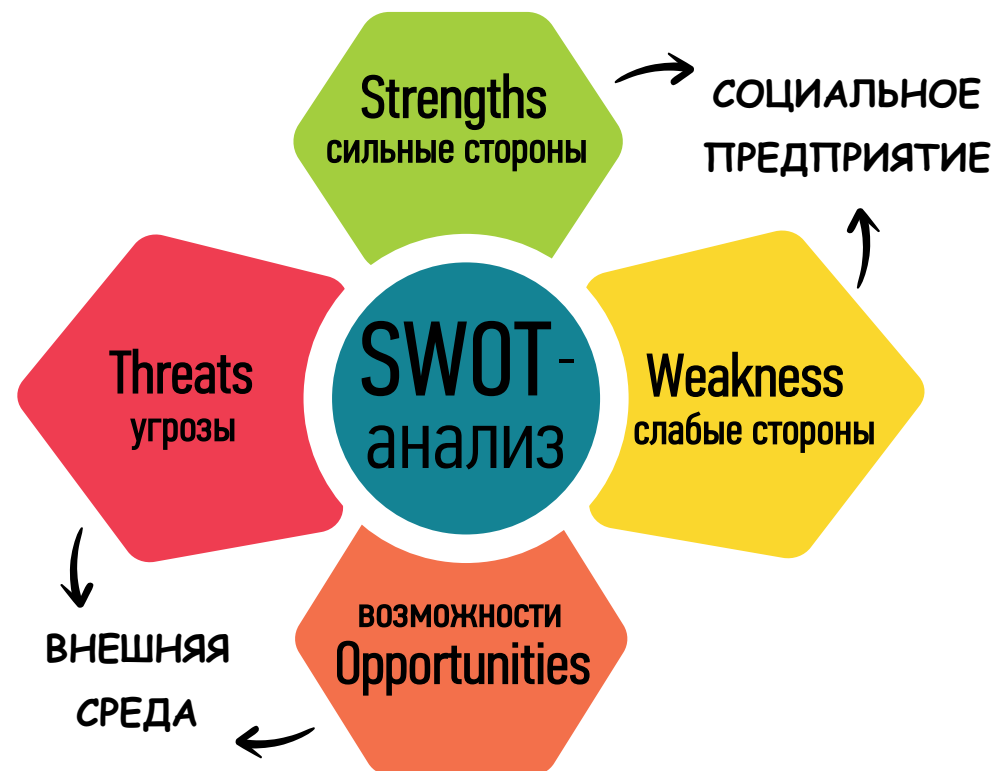 Strengths
сильные стороны
СОЦИАЛЬНОЕ
ПРЕДПРИЯТИЕ
SWOT-
анализ
Threats
угрозы
Weakness
слабые стороны
возможности
Opportunities
ВНЕШНЯЯ
СРЕДА